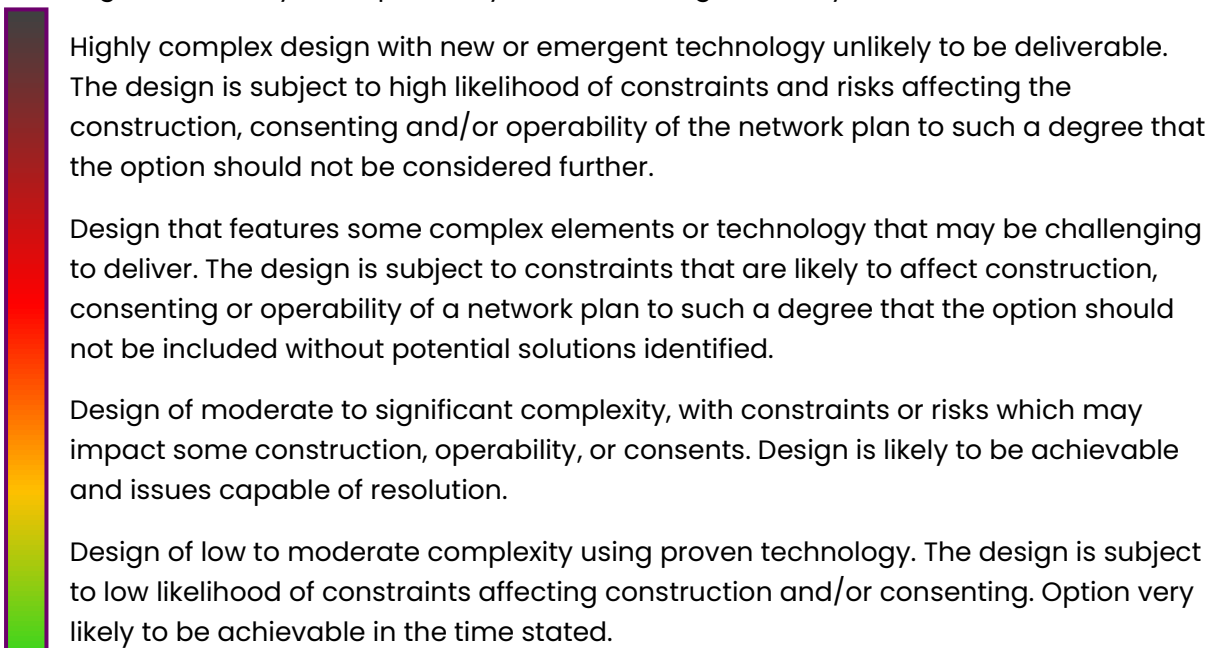 Highly complex design with new or emergent technology unlikely to be deliverable.
The design is subject to high likelihood of constraints and risks affecting the
construction, consenting and/or operability of the network plan to such a degree that
the option should not be considered further.
Design that features some complex elements or technology that may be challenging
to deliver. The design is subject to constraints that are likely to affect construction,
consenting or operability of a network plan to such a degree that the option should
not be included without potential solutions identified.
Design of moderate to significant complexity, with constraints or risks which may
impact some construction, operability, or consents. Design is likely to be achievable
and issues capable of resolution.
Design of low to moderate complexity using proven technology. The design is subject
to low likelihood of constraints affecting construction and/or consenting. Option very
likely to be achievable in the time stated.